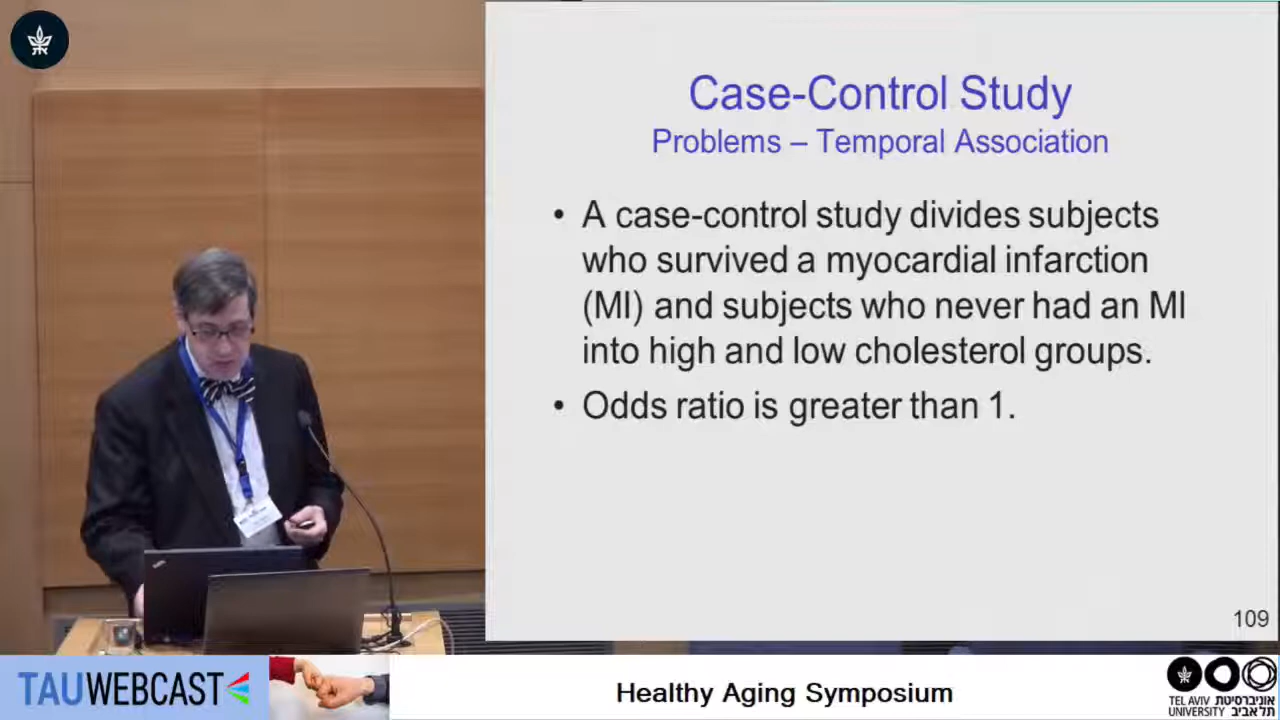 Case-Control Study
Problems – Temporal Association
• A case-control study divides subjects
who survived a myocardial infarction
(MI) and subjects who never had an MI
into high and low cholesterol groups.
• Odds ratio is greater than 1.
109
TAUWEBCAST
Healthy Aging Symposium
TEL AVIV אוניברסיטת
UNIVERSITY תל אביב